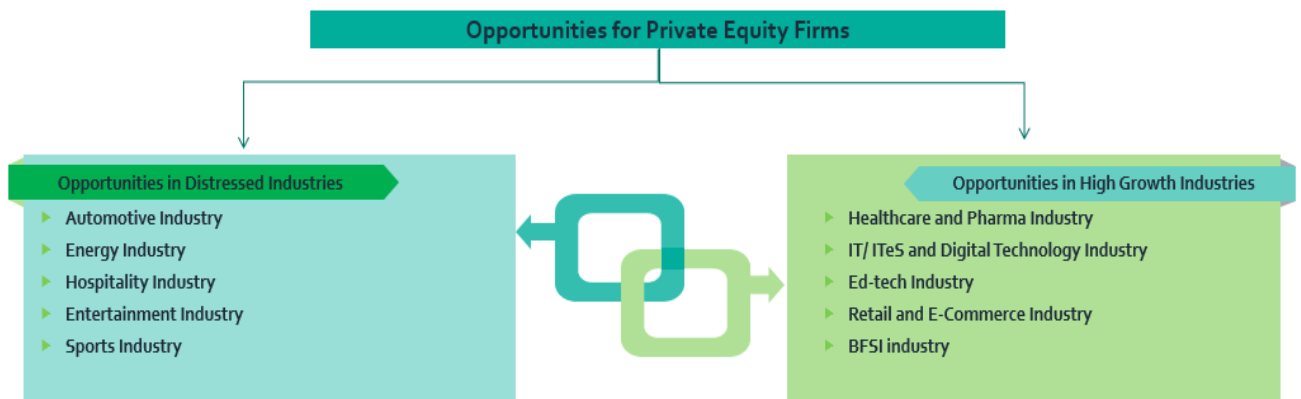 Opportunities for Private Equity Firms
Opportunities in Distressed Industries
Automotive Industry
Energy Industry
Hospitality Industry
Entertainment Industry
Sports Industry
Opportunities in High Growth Industries
Healthcare and Pharma Industry
IT/ ITeS and Digital Technology Industry
Ed-tech Industry
Retail and E-Commerce Industry
BFSI industry